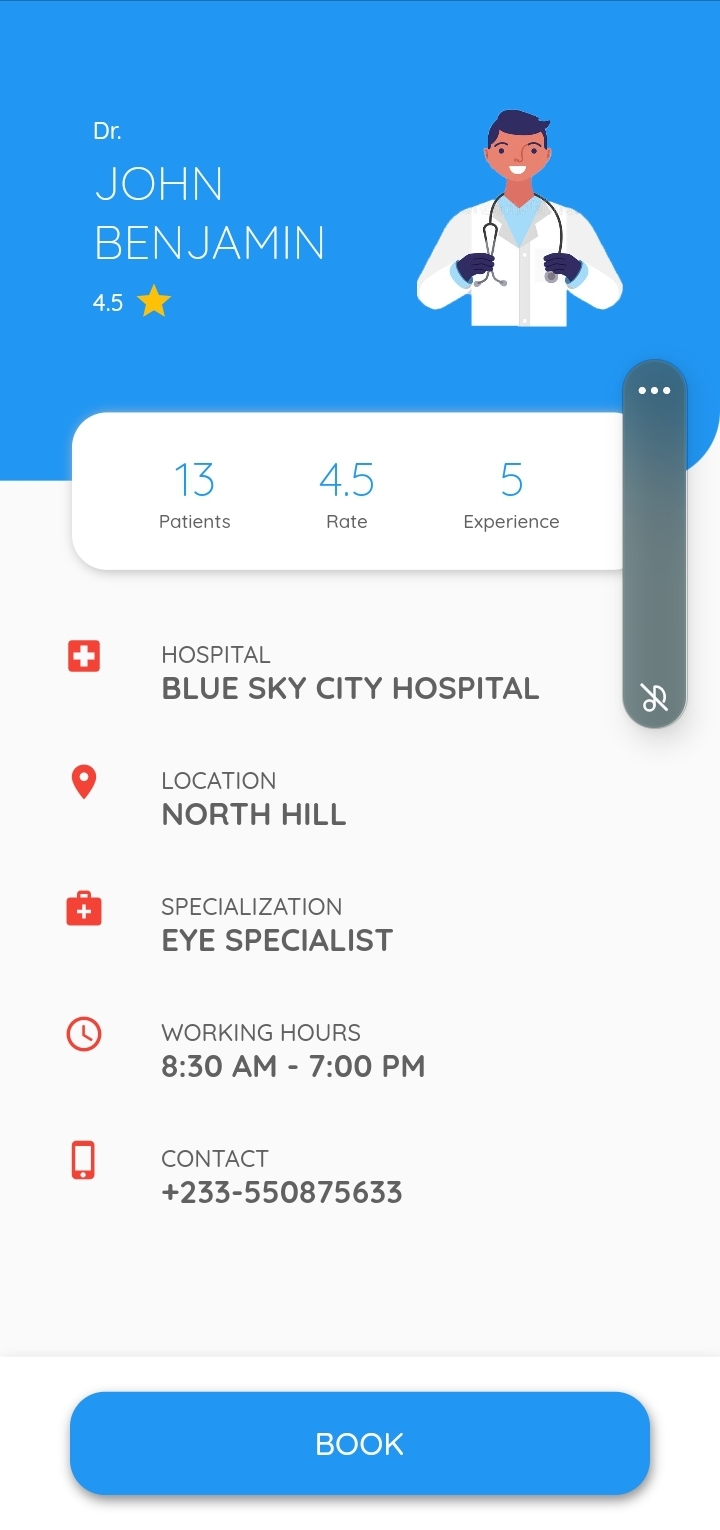 Dr.
JOHN
BENJAMIN
4.5
13
4.5
5
Patients
Rate
Experience
HOSPITAL
BLUE SKY CITY HOSPITAL
LOCATION
NORTH HILL
SPECIALIZATION
EYE SPECIALIST
WORKING HOURS
8:30 AM - 7:00 PM
CONTACT
+233-550875633
BOOK